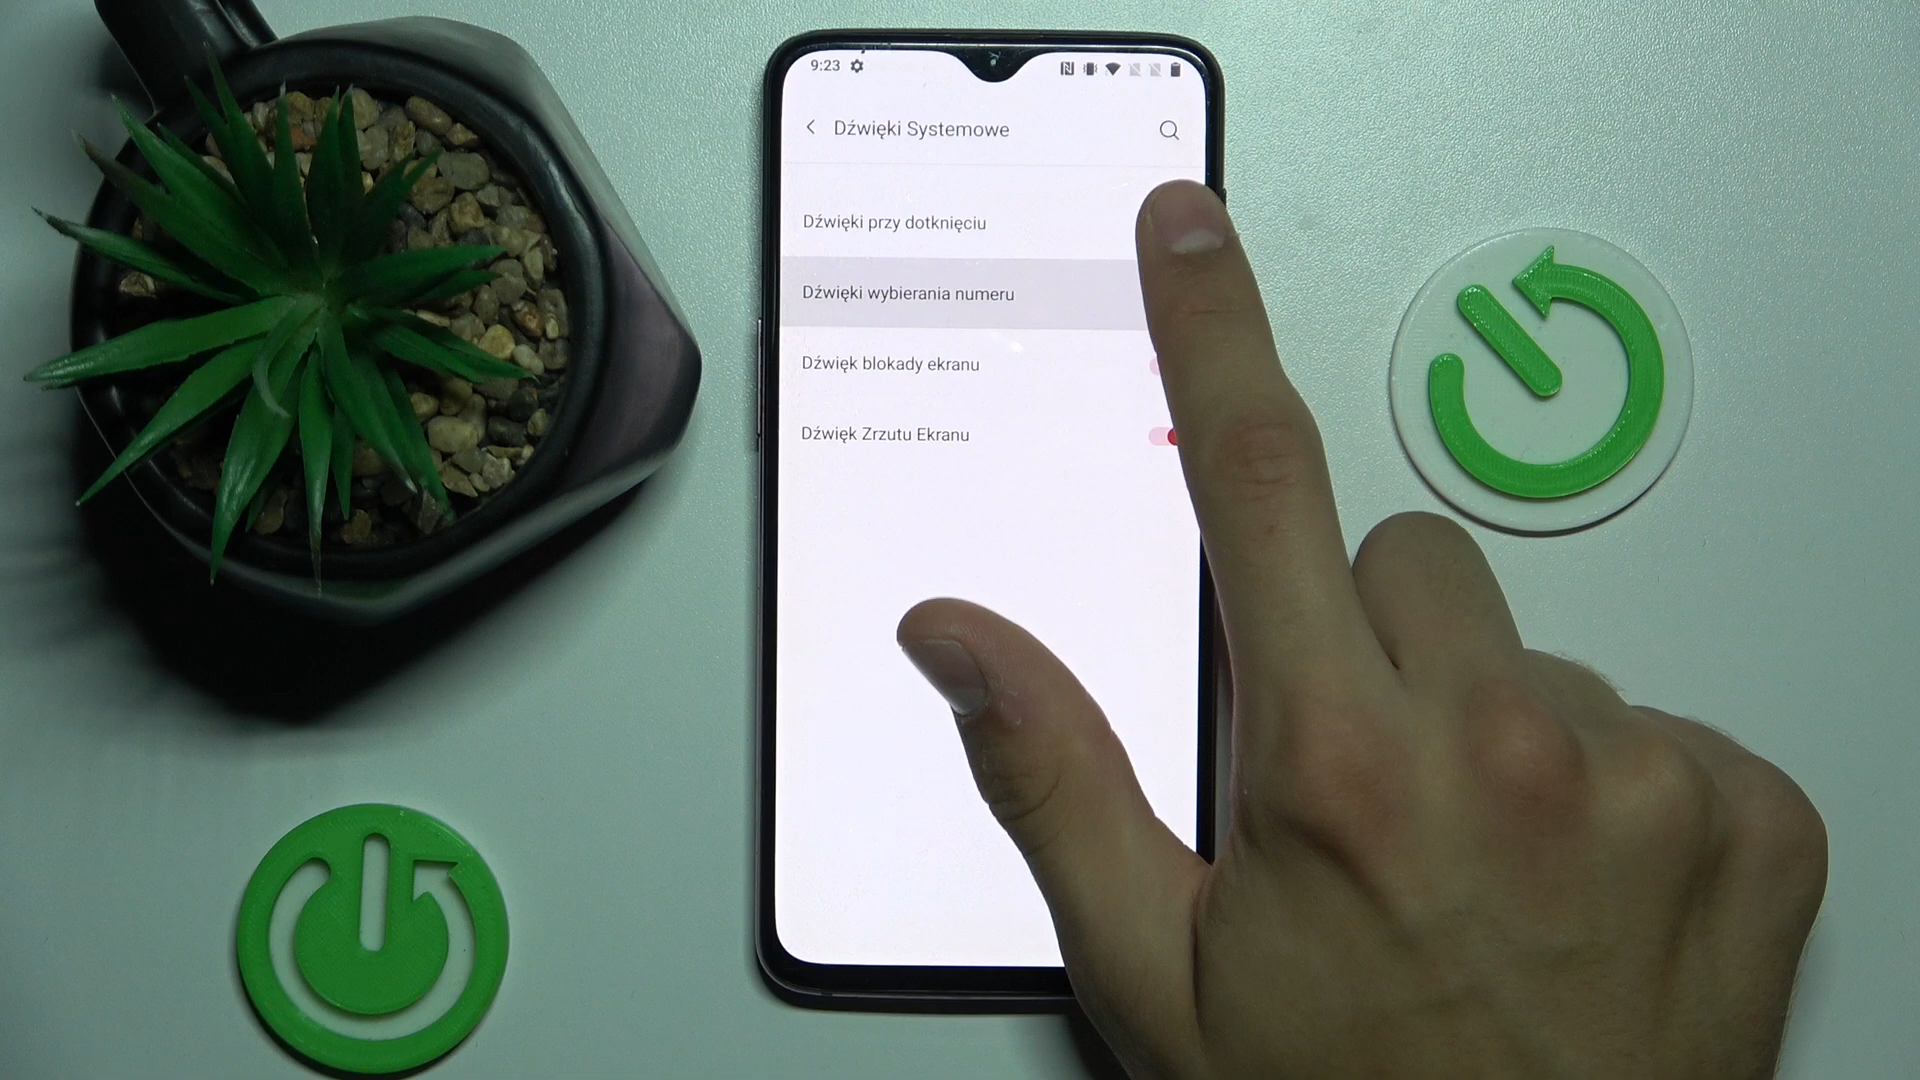 9:23
Dźwięki Systemowe
Dźwięki przy dotknięciu
Dźwięki wybierania numeru
Dźwięk blokady ekranu
Dźwięk Zrzutu Ekranu